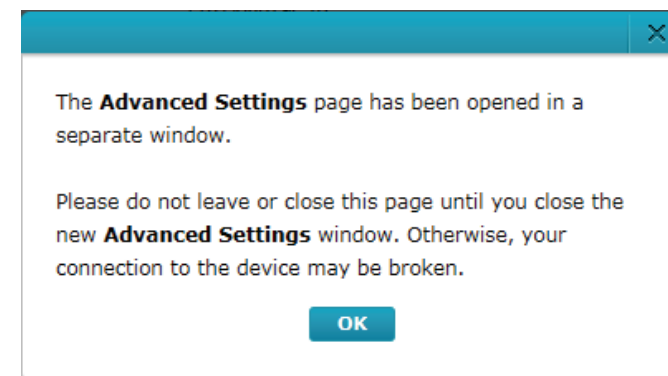 The Advanced Settings page has been opened in a
separate window.
Please do not leave or close this page until you close the
new Advanced Settings window. Otherwise, your
connection to the device may be broken.
OK